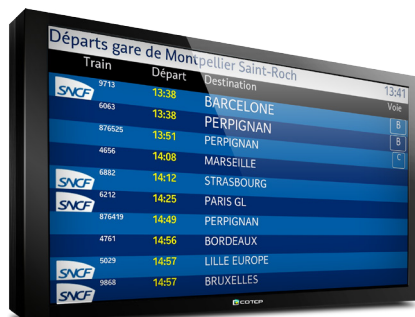 Départs gare de Montpellier Saint-Roch 13:41
Train Départ Destination Voie
SNCF 9713 13:38 BARCELONE B
6063 13:38 PERPIGNAN B
876525 13:51 PERPIGNAN C
4656 14:08 MARSEILLE
SNCF 6882 14:12 STRASBOURG
SNCF 6212 14:25 PARIS GL
876419 14:49 PERPIGNAN
4761 14:56 BORDEAUX
SNCF 5029 14:57 LILLE EUROPE
SNCF 9868 14:57 BRUXELLES